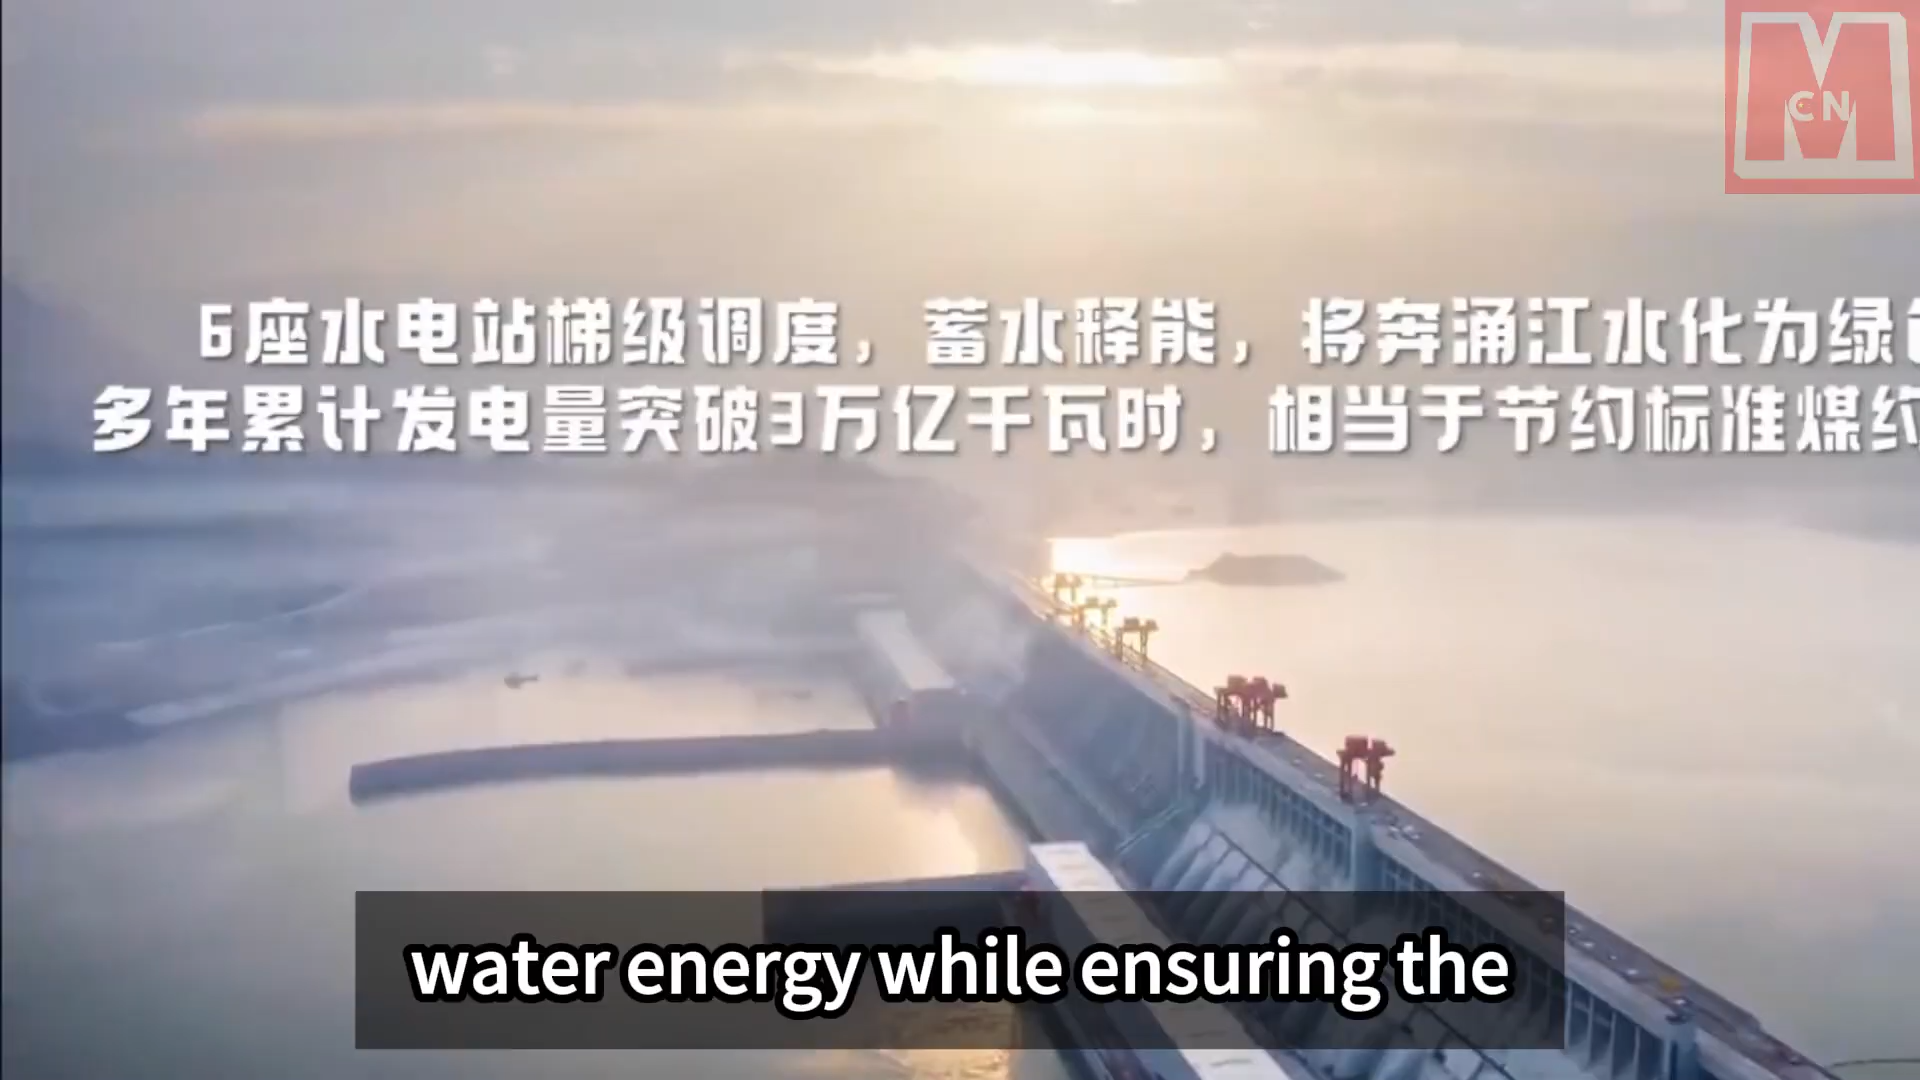 M
CN
6座水电站梯级调度，蓄水释能，将奔涌江水化为绿色
多年累计发电量突破3万亿千瓦时，相当于节约标准煤约
water energy while ensuring the